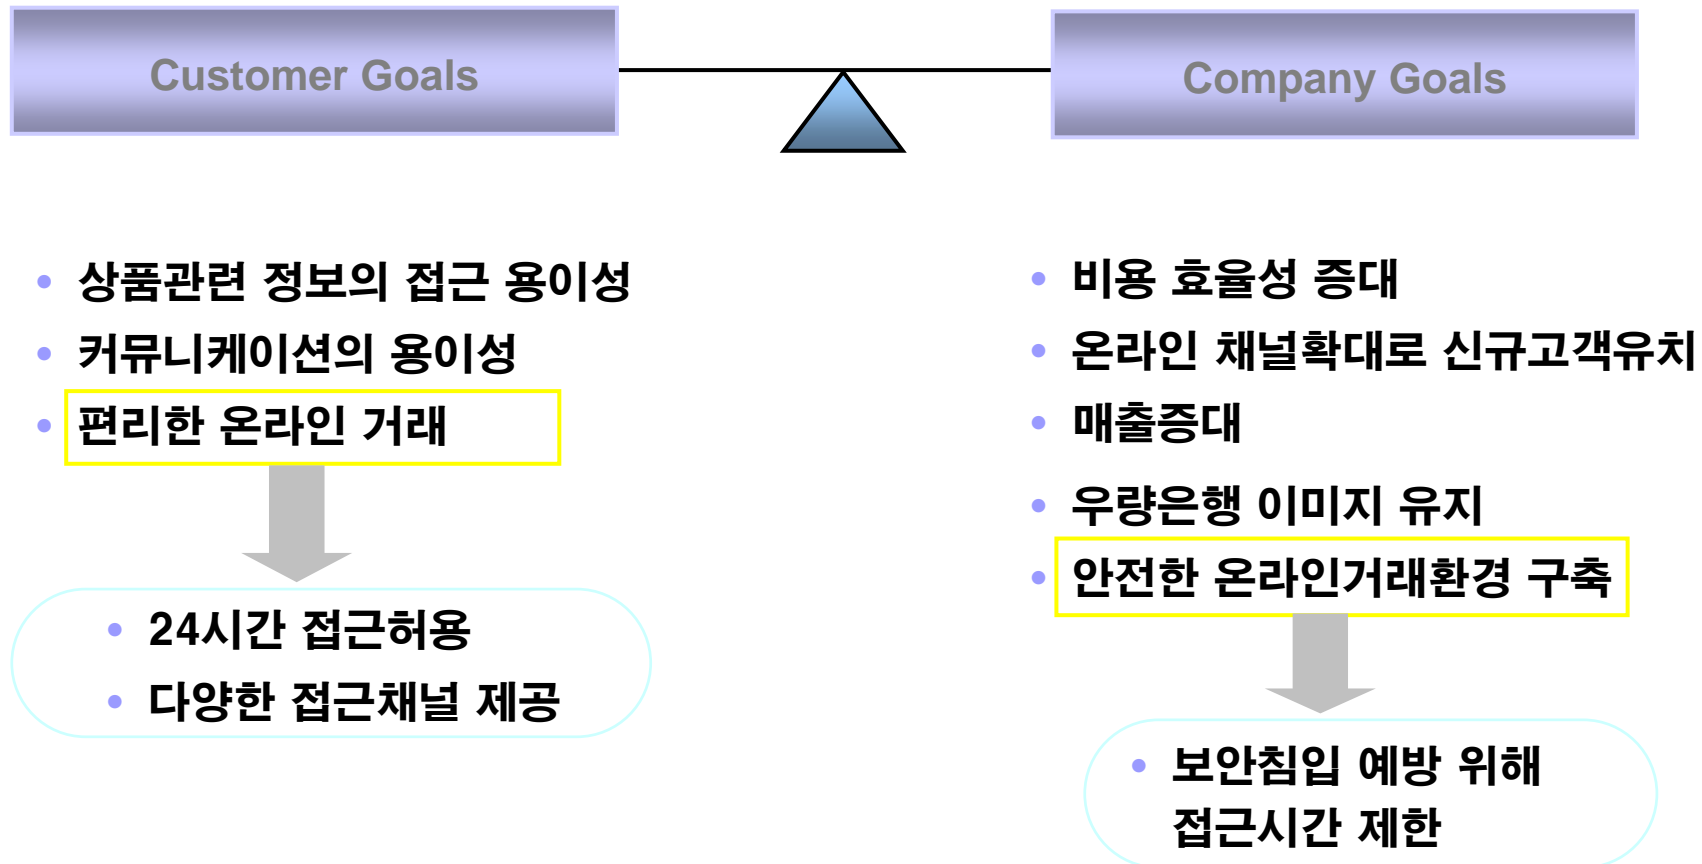 Customer Goals
Company Goals
• 상품관련 정보의 접근 용이성
• 커뮤니케이션의 용이성
• 편리한 온라인 거래
• 24시간 접근허용
• 다양한 접근채널 제공
• 비용 효율성 증대
• 온라인 채널확대로 신규고객유치
• 매출증대
• 우량은행 이미지 유지
• 안전한 온라인거래환경 구축
• 보안침입 예방 위해
접근시간 제한